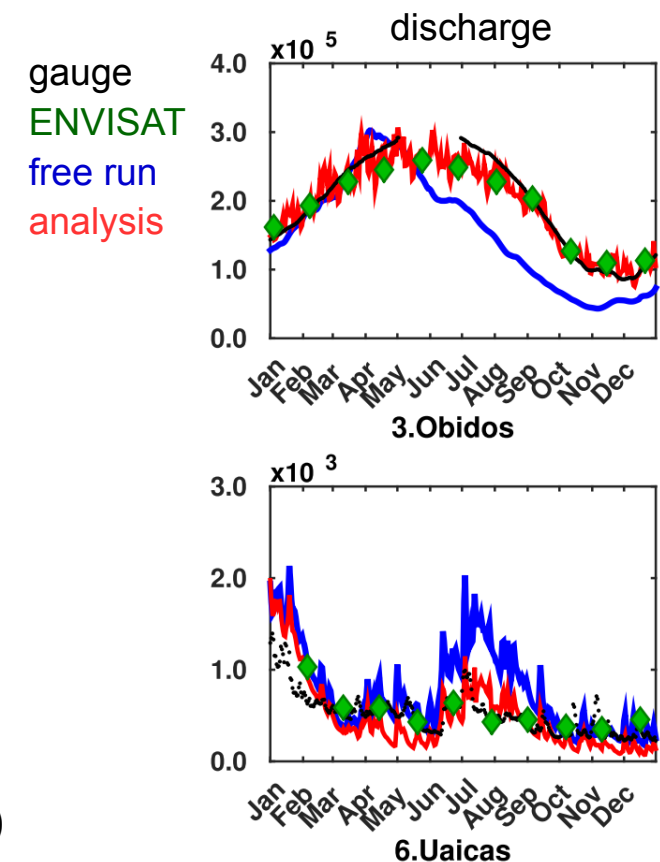 discharge
gauge
ENVISAT
free run
analysis
x10 5
4.0
3.0
2.0
1.0
0.0
Jan Feb Mar Apr May Jun Jul Aug Sep Oct Nov Dec
3.Obidos
x10 3
3.0
2.0
1.0
0.0
Jan Feb Mar Apr May Jun Jul Aug Sep Oct Nov Dec
)
6.Uaicas